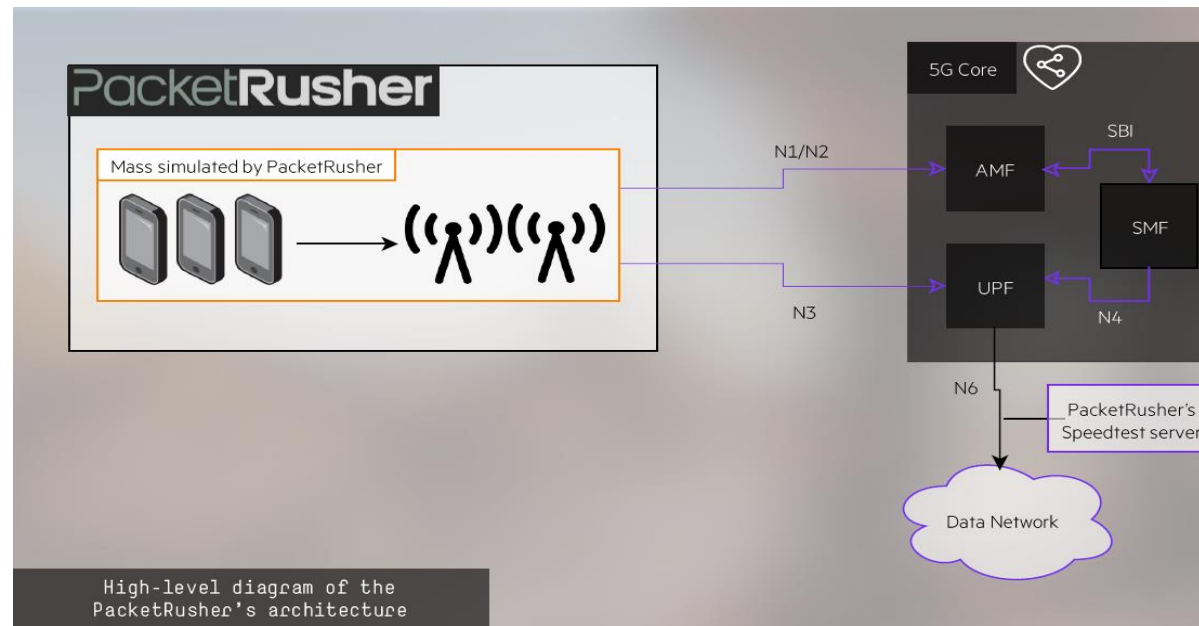 PacketRusher
Mass simulated by PacketRusher
N1/N2
N3
5G Core
SBI
AMF
SMF
UPF
N4
N6
PacketRusher's
Speedtest server
Data Network
High-level diagram of the
PacketRusher's architecture